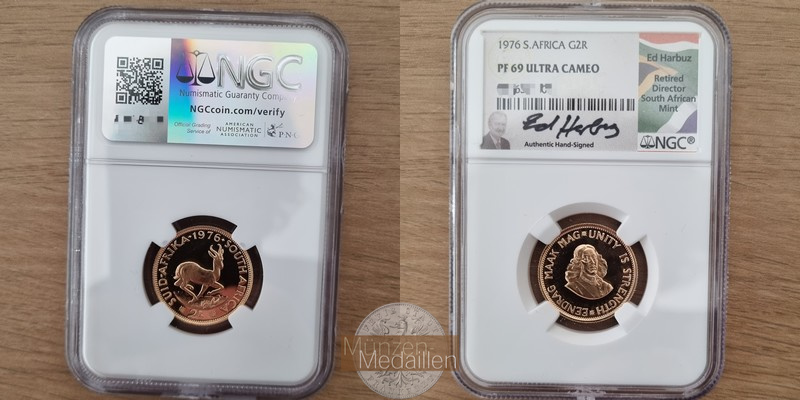 NGC
Numismatic Guaranty Comp
NGCcoin.com/verify
Official Grading
Service of
AMERICAN
NUMISMATIC
ASSOCIATION
PNG
SUID-AFRIKA·1976·SOUTH AFRICA
1976 S.AFRICA G2R
PF 69 ULTRA CAMEO
Ed Harbuz
Authentic Hand-Signed
Ed Harbuz
Retired
Director
South African
Mint
NGC®
EENDRAG MAAK MAG UNITY IS STRENGTH
Münzen-
Medaillen